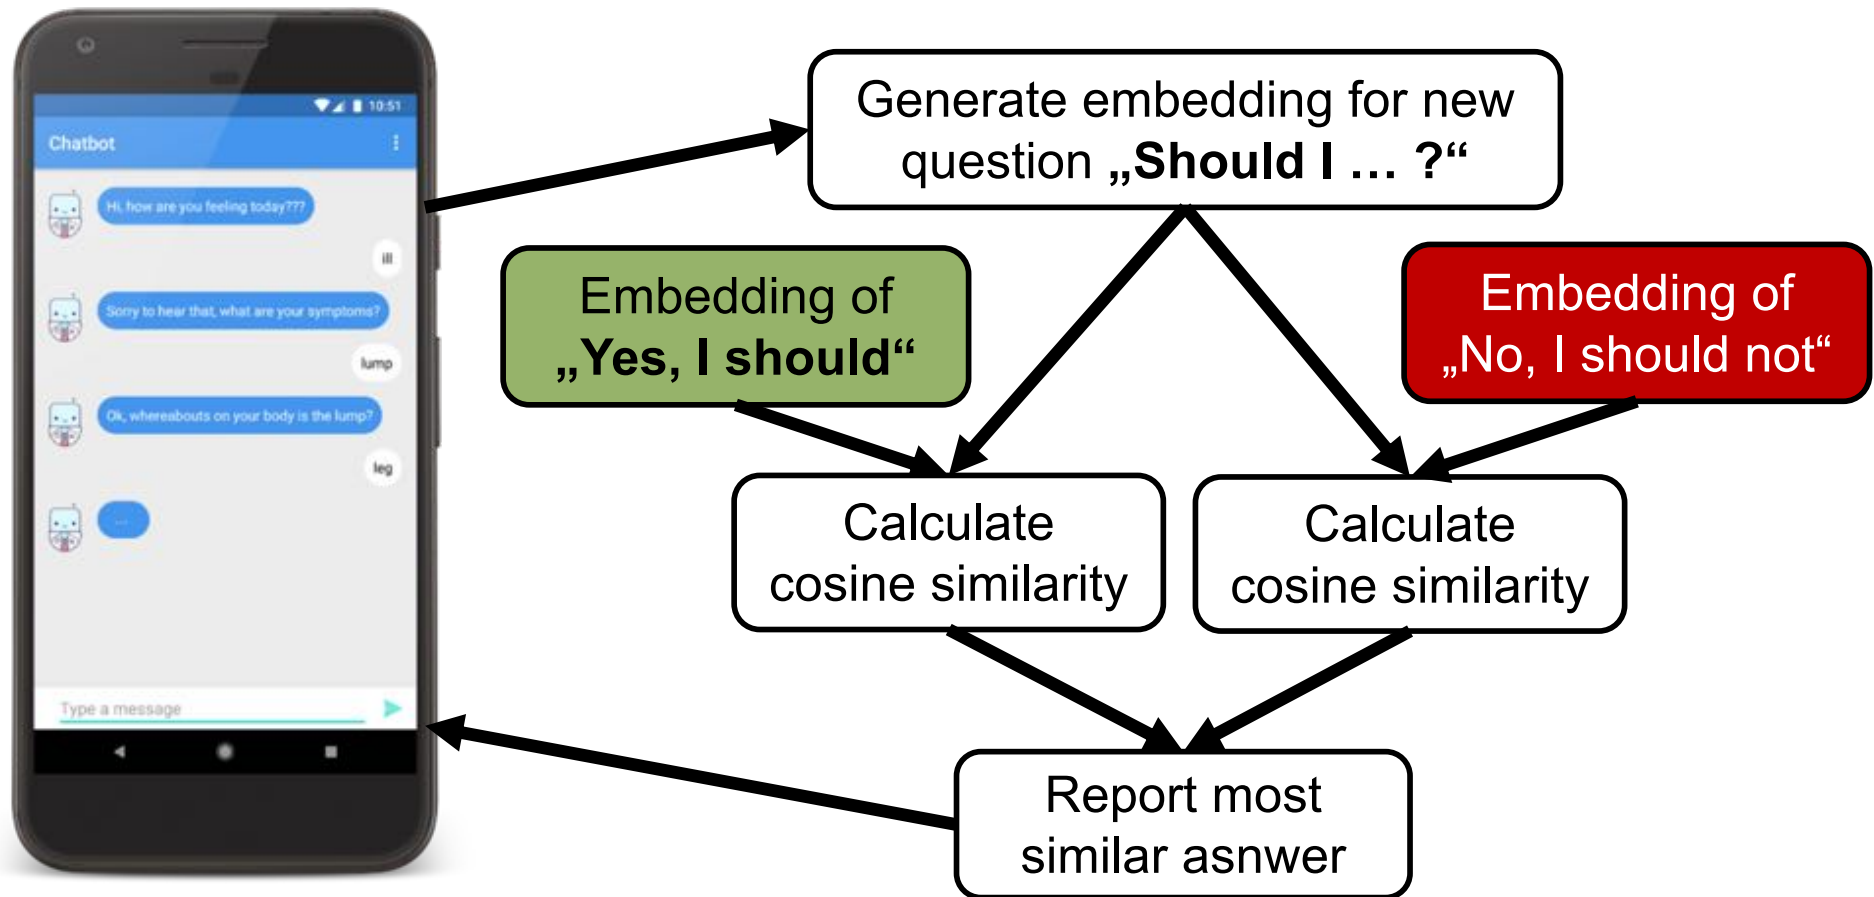 10:51
Chatbot
Hi, how are you feeling today???
ill
Sorry to hear that, what are your symptoms?
lump
Ok, whereabouts on your body is the lump?
leg
...
Type a message
Generate embedding for new
question „Should I … ?“
Embedding of
„Yes, I should“
Embedding of
„No, I should not“
Calculate
cosine similarity
Calculate
cosine similarity
Report most
similar asnwer